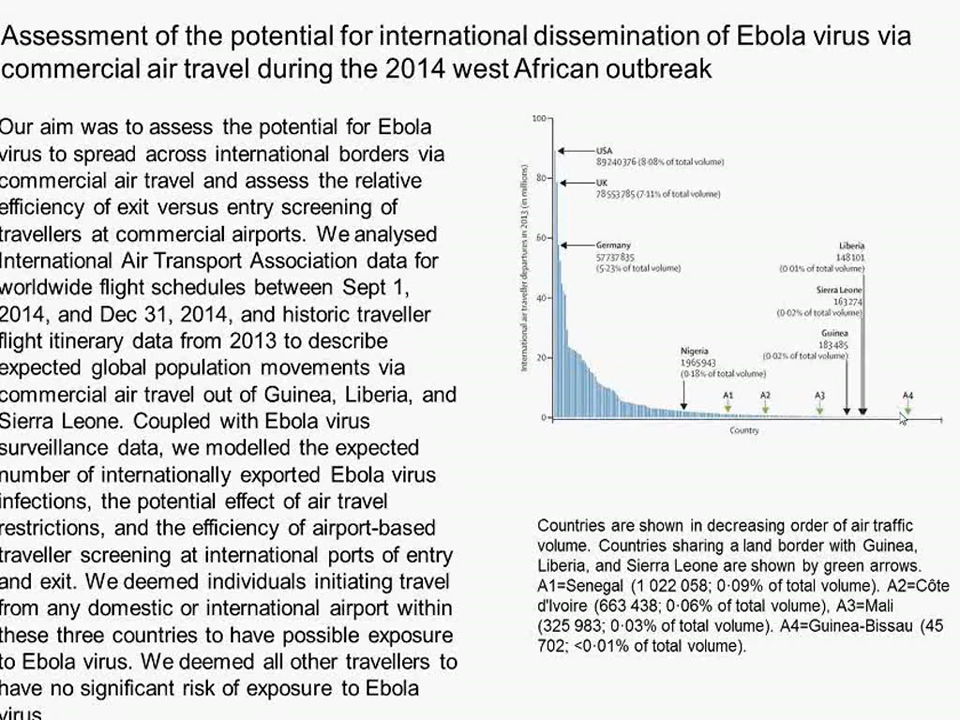 Assessment of the potential for international dissemination of Ebola virus via
commercial air travel during the 2014 west African outbreak
Our aim was to assess the potential for Ebola
virus to spread across international borders via
commercial air travel and assess the relative
efficiency of exit versus entry screening of
travellers at commercial airports. We analysed
International Air Transport Association data for
worldwide flight schedules between Sept 1,
2014, and Dec 31, 2014, and historic traveller
flight itinerary data from 2013 to describe
expected global population movements via
commercial air travel out of Guinea, Liberia, and
Sierra Leone. Coupled with Ebola virus
surveillance data, we modelled the expected
number of internationally exported Ebola virus
infections, the potential effect of air travel
restrictions, and the efficiency of airport-based
traveller screening at international ports of entry
and exit. We deemed individuals initiating travel
from any domestic or international airport within
these three countries to have possible exposure
to Ebola virus. We deemed all other travellers to
have no significant risk of exposure to Ebola
virus
International air traveller departures in 2013 (in millions)
100
80
60
40
20
0
USA
89240376 (8·08% of total volume)
UK
78553785 (7·11% of total volume)
Germany
57737835
(5·23% of total volume)
Nigeria
1965943
(0·18% of total volume)
Liberia
148101
(0·01% of total volume)
Sierra Leone
163274
(0·02% of total volume)
Guinea
183485
(0·02% of total volume)
A1
A2
A3
A4
Country
Countries are shown in decreasing order of air traffic
volume. Countries sharing a land border with Guinea,
Liberia, and Sierra Leone are shown by green arrows.
A1=Senegal (1 022 058; 0·09% of total volume). A2=Côte
d'Ivoire (663 438; 0·06% of total volume), A3=Mali
(325 983; 0·03% of total volume). A4=Guinea-Bissau (45
702; <0·01% of total volume).